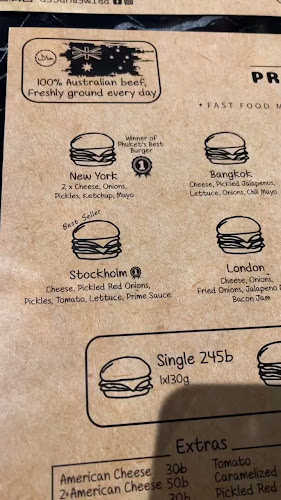 100% Australian beef,
Freshly ground every day
PR
• FAST FOOD M
Winner of
Phuket's Best
Burger
1
New York
2 x Cheese, Onions,
Pickles, Ketchup, Mayo
Bangkok
Cheese, Pickled Jalapenos,
Lettuce, Onions, Chili Mayo
Best Seller
Stockholm 1
Cheese, Pickled Red Onions,
Pickles, Tomato, Lettuce, Prime Sauce
London
Cheese, Onions,
Fried Onions, Jalapeno
Bacon Jam
Single 245b
1x130g
Extras
American Cheese 30b
2xAmerican Cheese 50b
30b
Tomato
Caramelized
Pickled Red